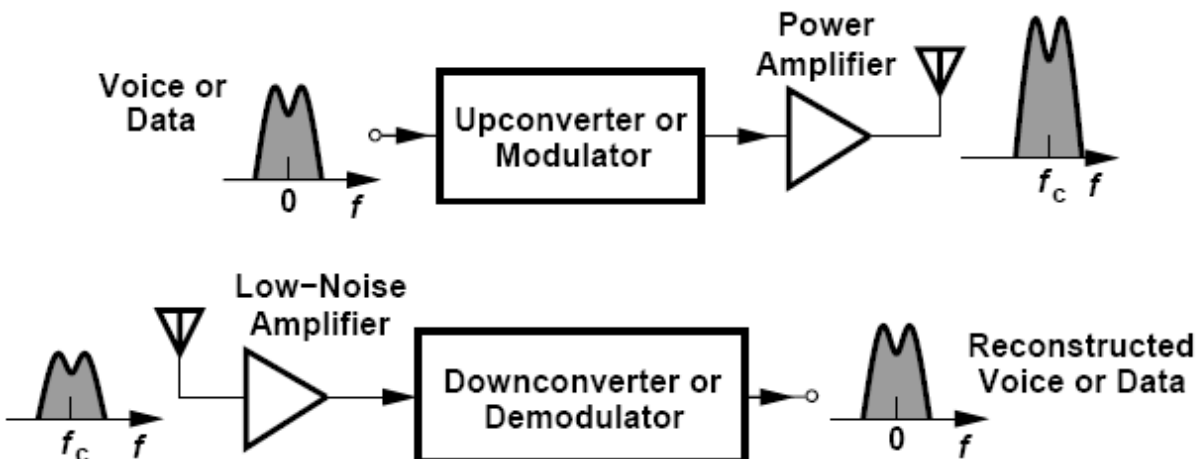 Power
Amplifier
Voice or
Data
Upconverter or
Modulator
0
f
f c
f
Low−Noise
Amplifier
Downconverter or
Demodulator
Reconstructed
Voice or Data
f c
f
0
f